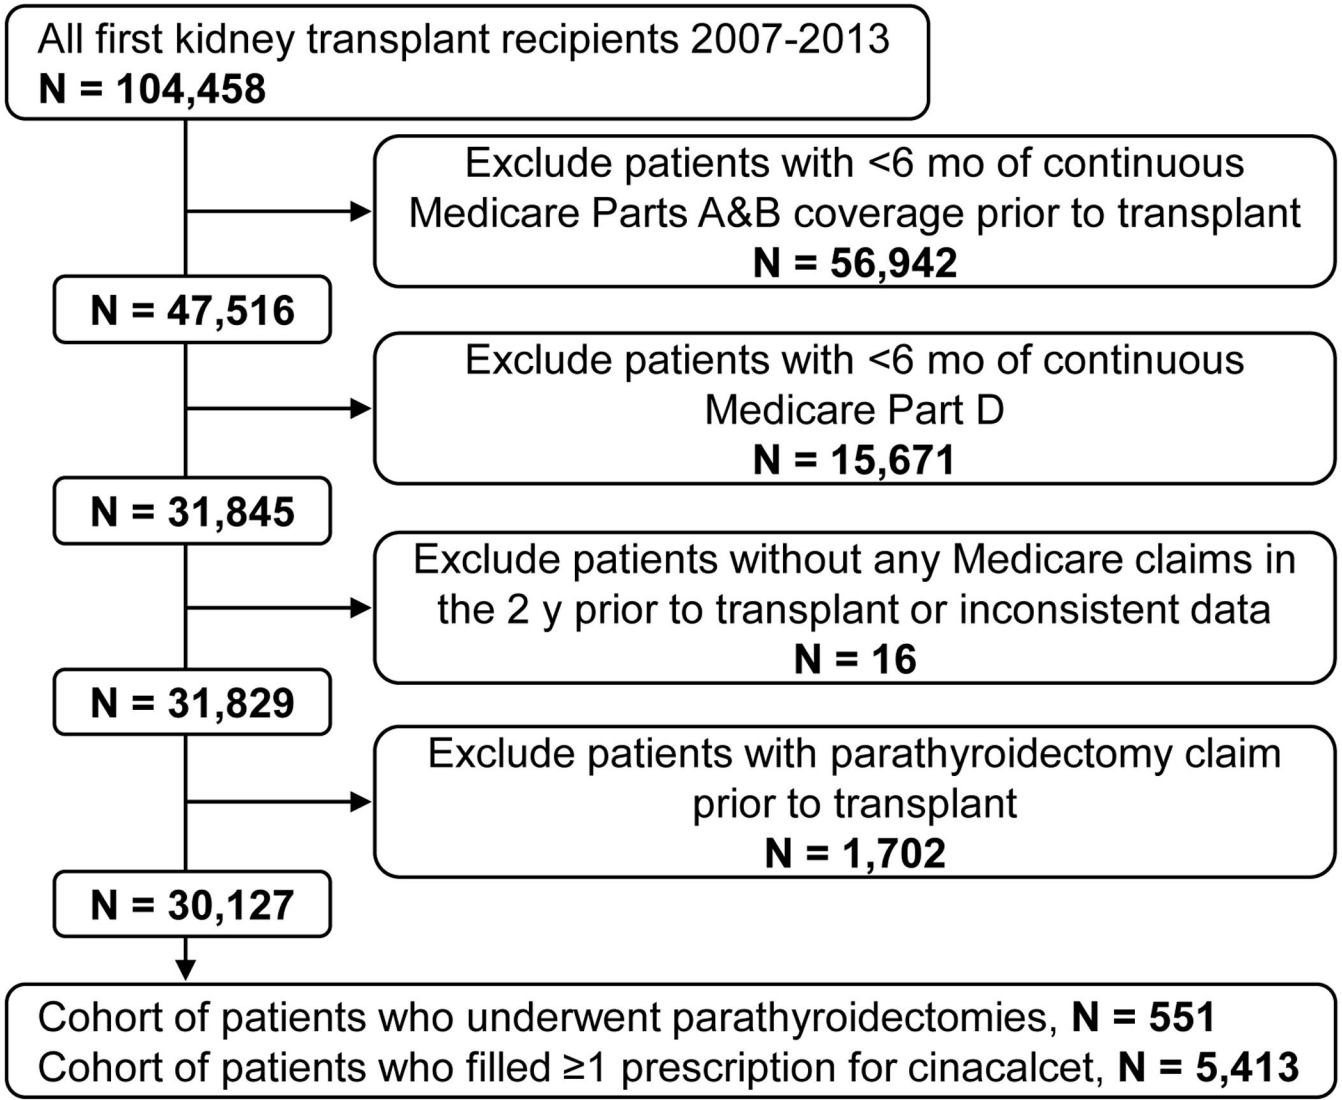 All first kidney transplant recipients 2007-2013
N = 104,458
Exclude patients with <6 mo of continuous
Medicare Parts A&B coverage prior to transplant
N = 56,942
N = 47,516
Exclude patients with <6 mo of continuous
Medicare Part D
N = 15,671
N = 31,845
Exclude patients without any Medicare claims in
the 2 y prior to transplant or inconsistent data
N = 16
N = 31,829
Exclude patients with parathyroidectomy claim
prior to transplant
N = 1,702
N = 30,127
Cohort of patients who underwent parathyroidectomies, N = 551
Cohort of patients who filled ≥1 prescription for cinacalcet, N = 5,413